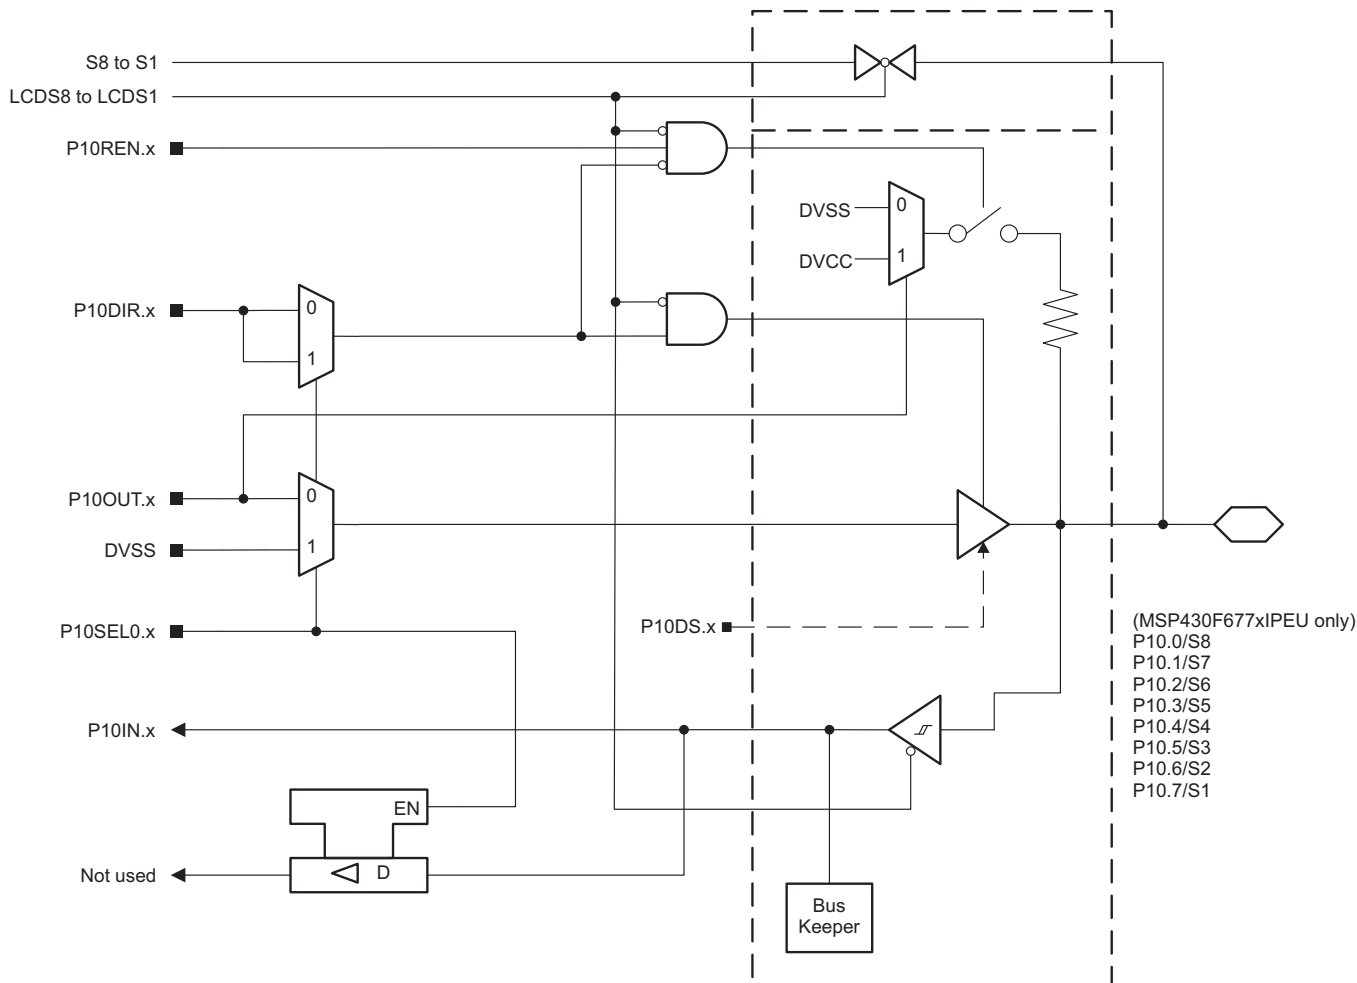 S8 to S1
LCDS8 to LCDS1
P10REN.x
DVSS
0
DVCC
1
P10DIR.x
0
1
P10OUT.x
0
DVSS
1
P10SEL0.x
P10DS.x
(MSP430F677xIPEU only)
P10.0/S8
P10.1/S7
P10.2/S6
P10.3/S5
P10.4/S4
P10.5/S3
P10.6/S2
P10.7/S1
P10IN.x
EN
Not used
D
Bus
Keeper